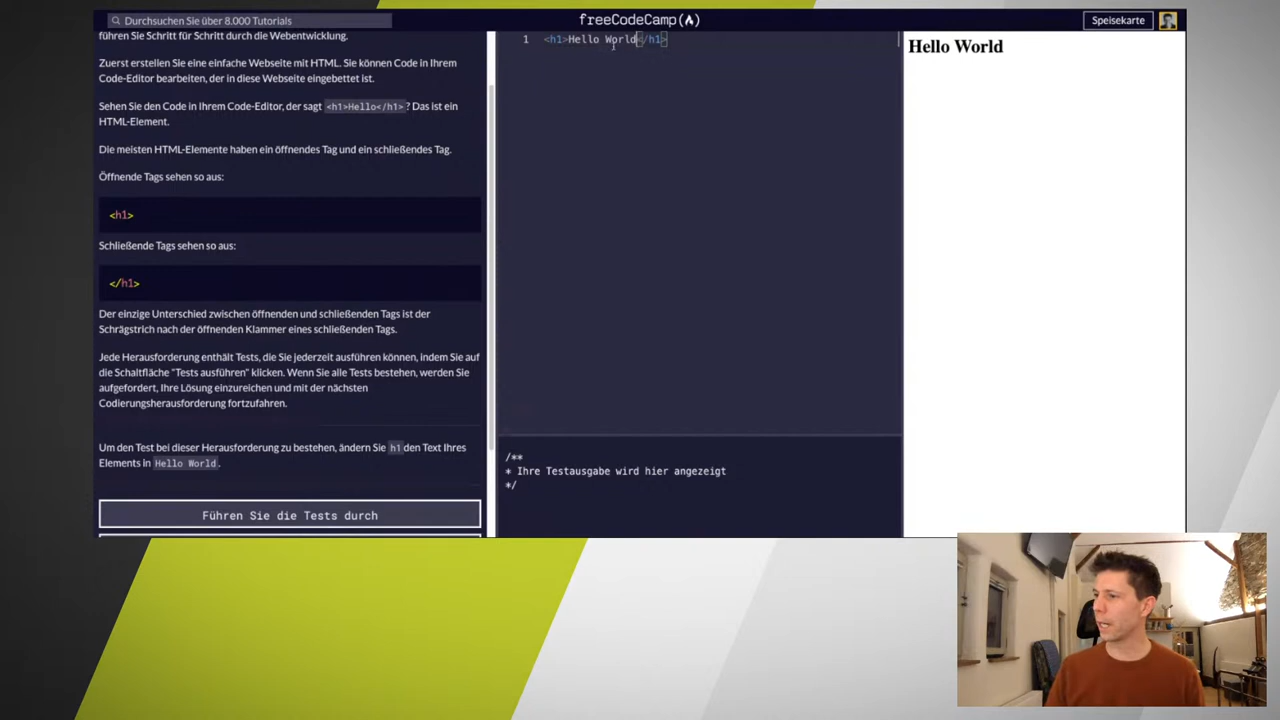 Durchsuchen Sie über 8.000 Tutorials
freeCodeCamp
Speisekarte
führen Sie Schritt für Schritt durch die Webentwicklung.
Zuerst erstellen Sie eine einfache Webseite mit HTML. Sie können Code in Ihrem
Code-Editor bearbeiten, der in diese Webseite eingebettet ist.
Sehen Sie den Code in Ihrem Code-Editor, der sagt <h1>Hello</h1> ? Das ist ein
HTML-Element.
Die meisten HTML-Elemente haben ein öffnendes Tag und ein schließendes Tag.
Öffnende Tags sehen so aus:
<h1>
Schließende Tags sehen so aus:
</h1>
Der einzige Unterschied zwischen öffnenden und schließenden Tags ist der
Schrägstrich nach der öffnenden Klammer eines schließenden Tags.
Jede Herausforderung enthält Tests, die Sie jederzeit ausführen können, indem Sie auf
die Schaltfläche "Tests ausführen" klicken. Wenn Sie alle Tests bestehen, werden Sie
aufgefordert, Ihre Lösung einzureichen und mit der nächsten
Codierungsherausforderung fortzufahren.
Um den Test bei dieser Herausforderung zu bestehen, ändern Sie h1 den Text Ihres
Elements in Hello World .
Führen Sie die Tests durch
1 <h1>Hello World</h1>
/**
* Ihre Testausgabe wird hier angezeigt
*/
Hello World